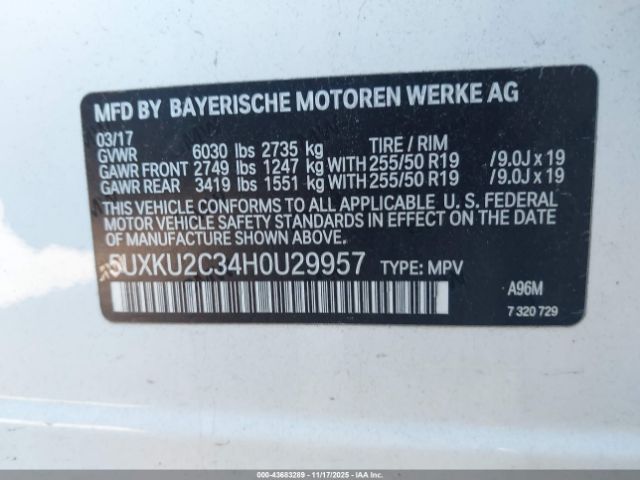 MFD BY BAYERISCHE MOTOREN WERKE AG
03/17
GVWR 6030 lbs 2735 kg TIRE / RIM
GAWR FRONT 2749 lbs 1247 kg WITH 255/50 R19 /9.0J x 19
GAWR REAR 3419 lbs 1551 kg WITH 255/50 R19 /9.0J x 19
THIS VEHICLE CONFORMS TO ALL APPLICABLE U. S. FEDERAL
MOTOR VEHICLE SAFETY STANDARDS IN EFFECT ON THE DATE
OF MANUFACTURE SHOWN ABOVE.
5UXKU2C34H0U29957 TYPE: MPV
A96M
7 320 729
000-43683289 - 11/17/2025 - IAAI.COM